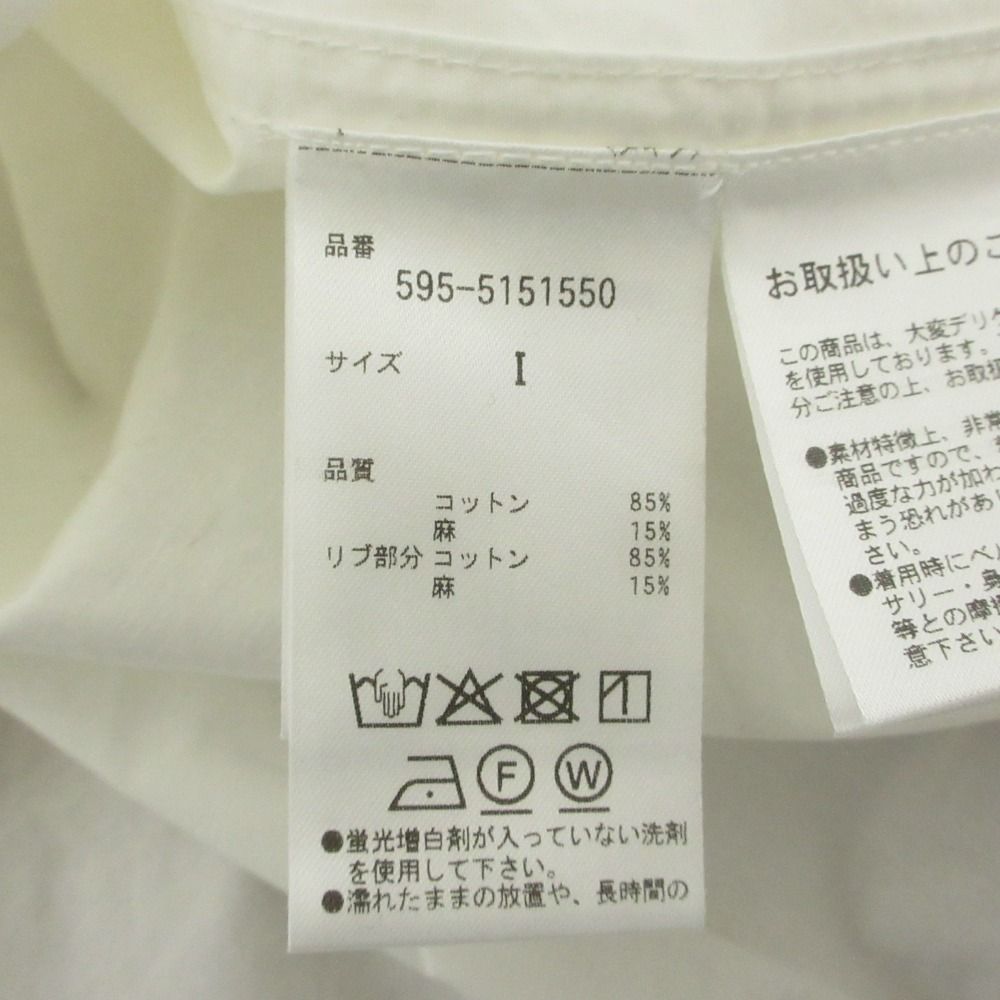 品番
595-5151550
サイズ I
品質
コットン 85%
麻 15%
リブ部分 コットン 85%
麻 15%
F W
●蛍光増白剤が入っていない洗剤
を使用して下さい。
●濡れたままの放置や、長時間の
お取扱い上のご
この商品は、大変デリケ
を使用しております。
分ご注意の上、お取扱
●素材特徴上、非常
商品ですので、
過度な力が加わ
まう恐れがあ
さい。
●着用時にベル
サリー・
等との摩擦
意下さい